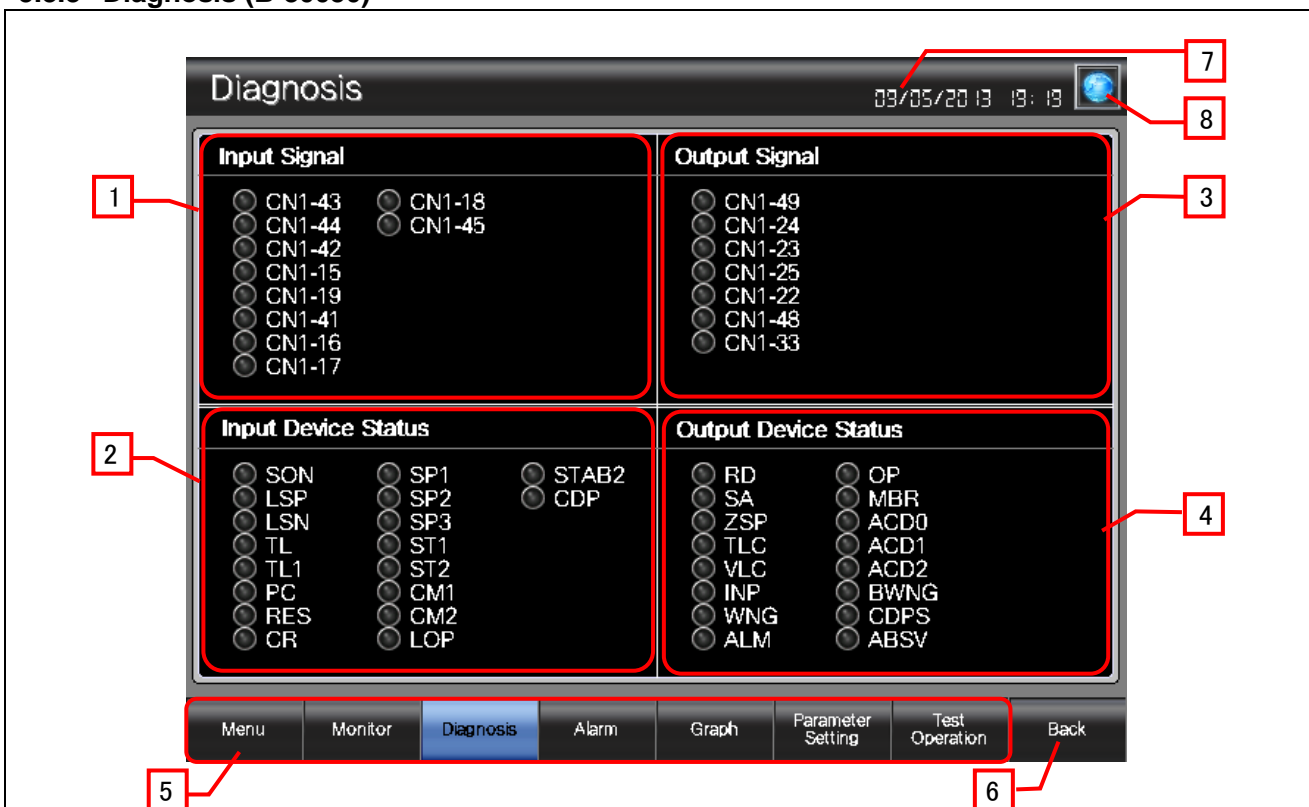 Diagnosis
09/05/2013 19:19
7
8
Input Signal
CN1-43 CN1-18
CN1-44 CN1-45
CN1-42
CN1-15
CN1-19
CN1-41
CN1-16
CN1-17
1
Output Signal
CN1-49
CN1-24
CN1-23
CN1-25
CN1-22
CN1-48
CN1-33
3
Input Device Status
SON SP1 STAB2
LSP SP2 CDP
LSN SP3
TL ST1
TL1 ST2
PC CM1
RES CM2
CR LOP
2
Output Device Status
RD OP
SA MBR
ZSP ACD0
TLC ACD1
VLC ACD2
INP BWNG
WNG CDPS
ALM ABSV
4
Menu Monitor Diagnosis Alarm Graph Parameter Setting Test Operation Back
5
6